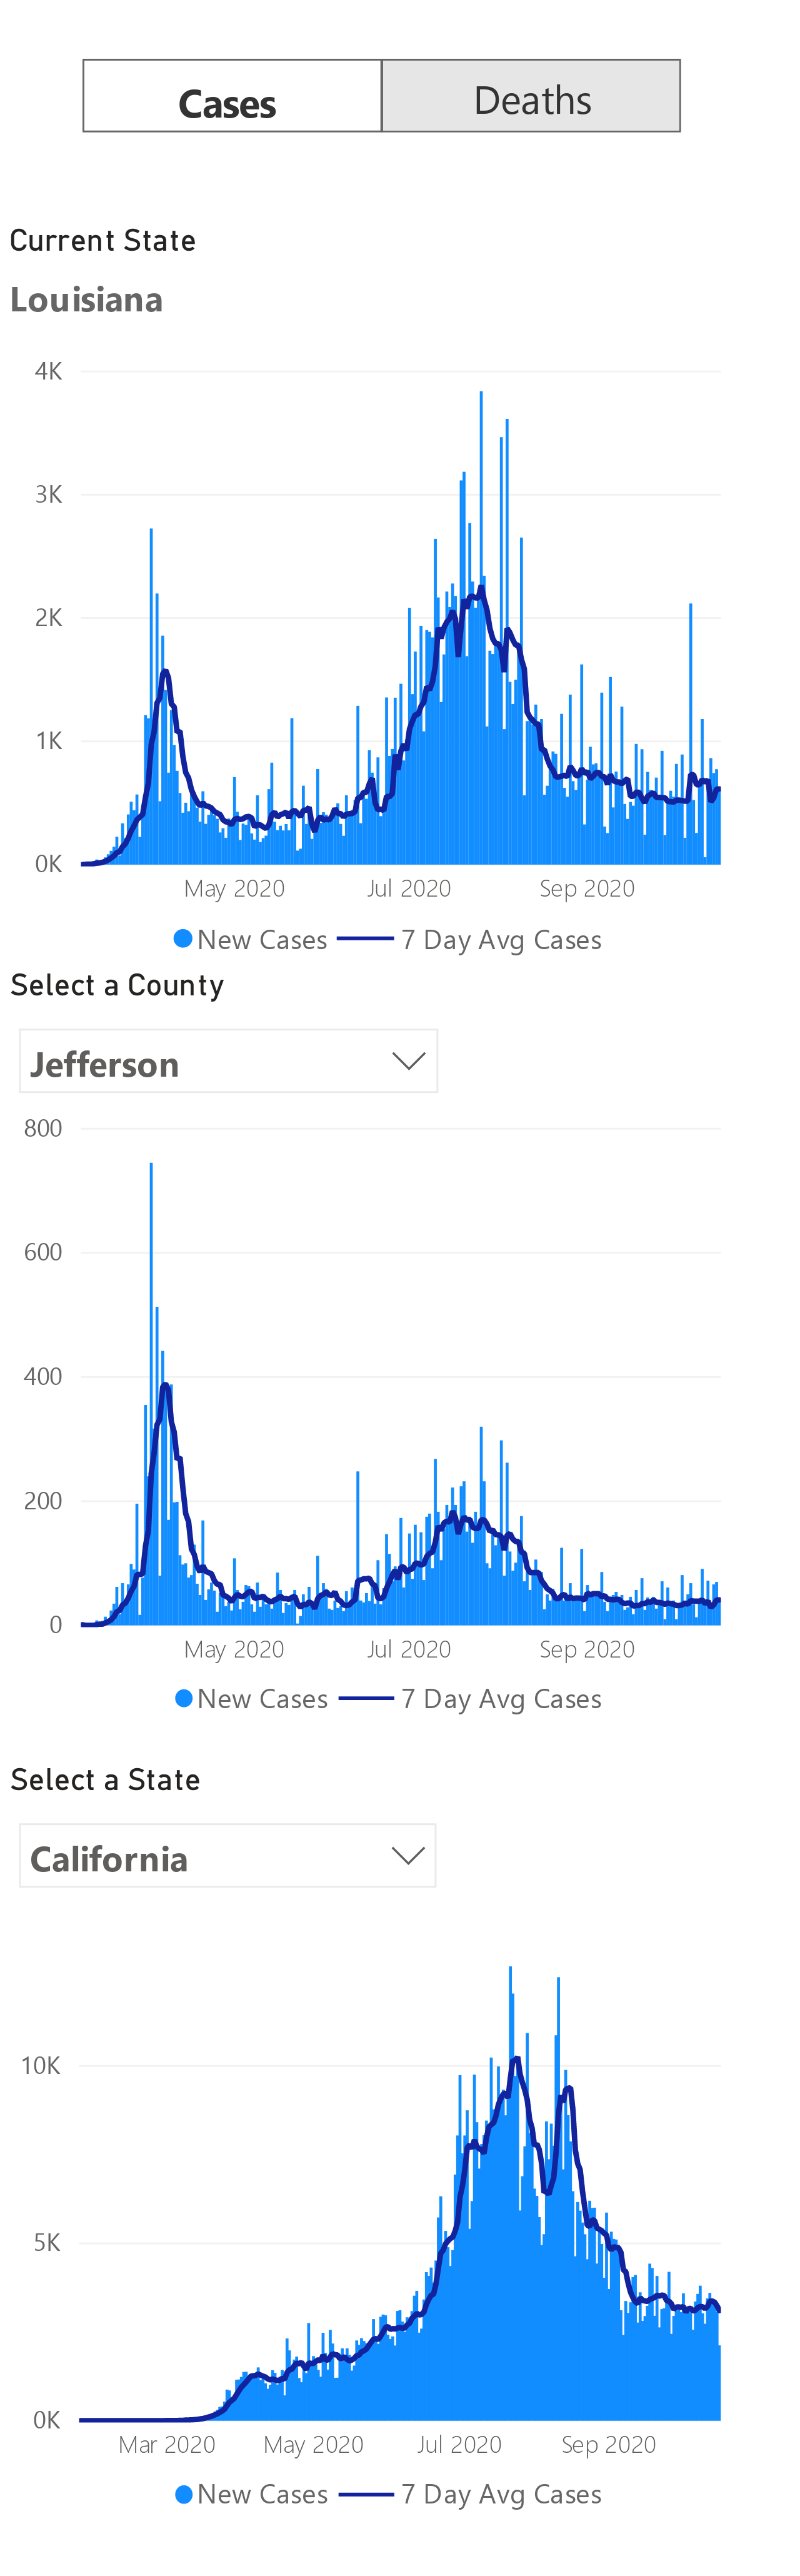 Cases Deaths
Current State
Louisiana
4K
3K
2K
1K
0K
May 2020 Jul 2020 Sep 2020
New Cases 7 Day Avg Cases
Select a County
Jefferson
800
600
400
200
0
May 2020 Jul 2020 Sep 2020
New Cases 7 Day Avg Cases
Select a State
California
10K
5K
0K
Mar 2020 May 2020 Jul 2020 Sep 2020
New Cases 7 Day Avg Cases